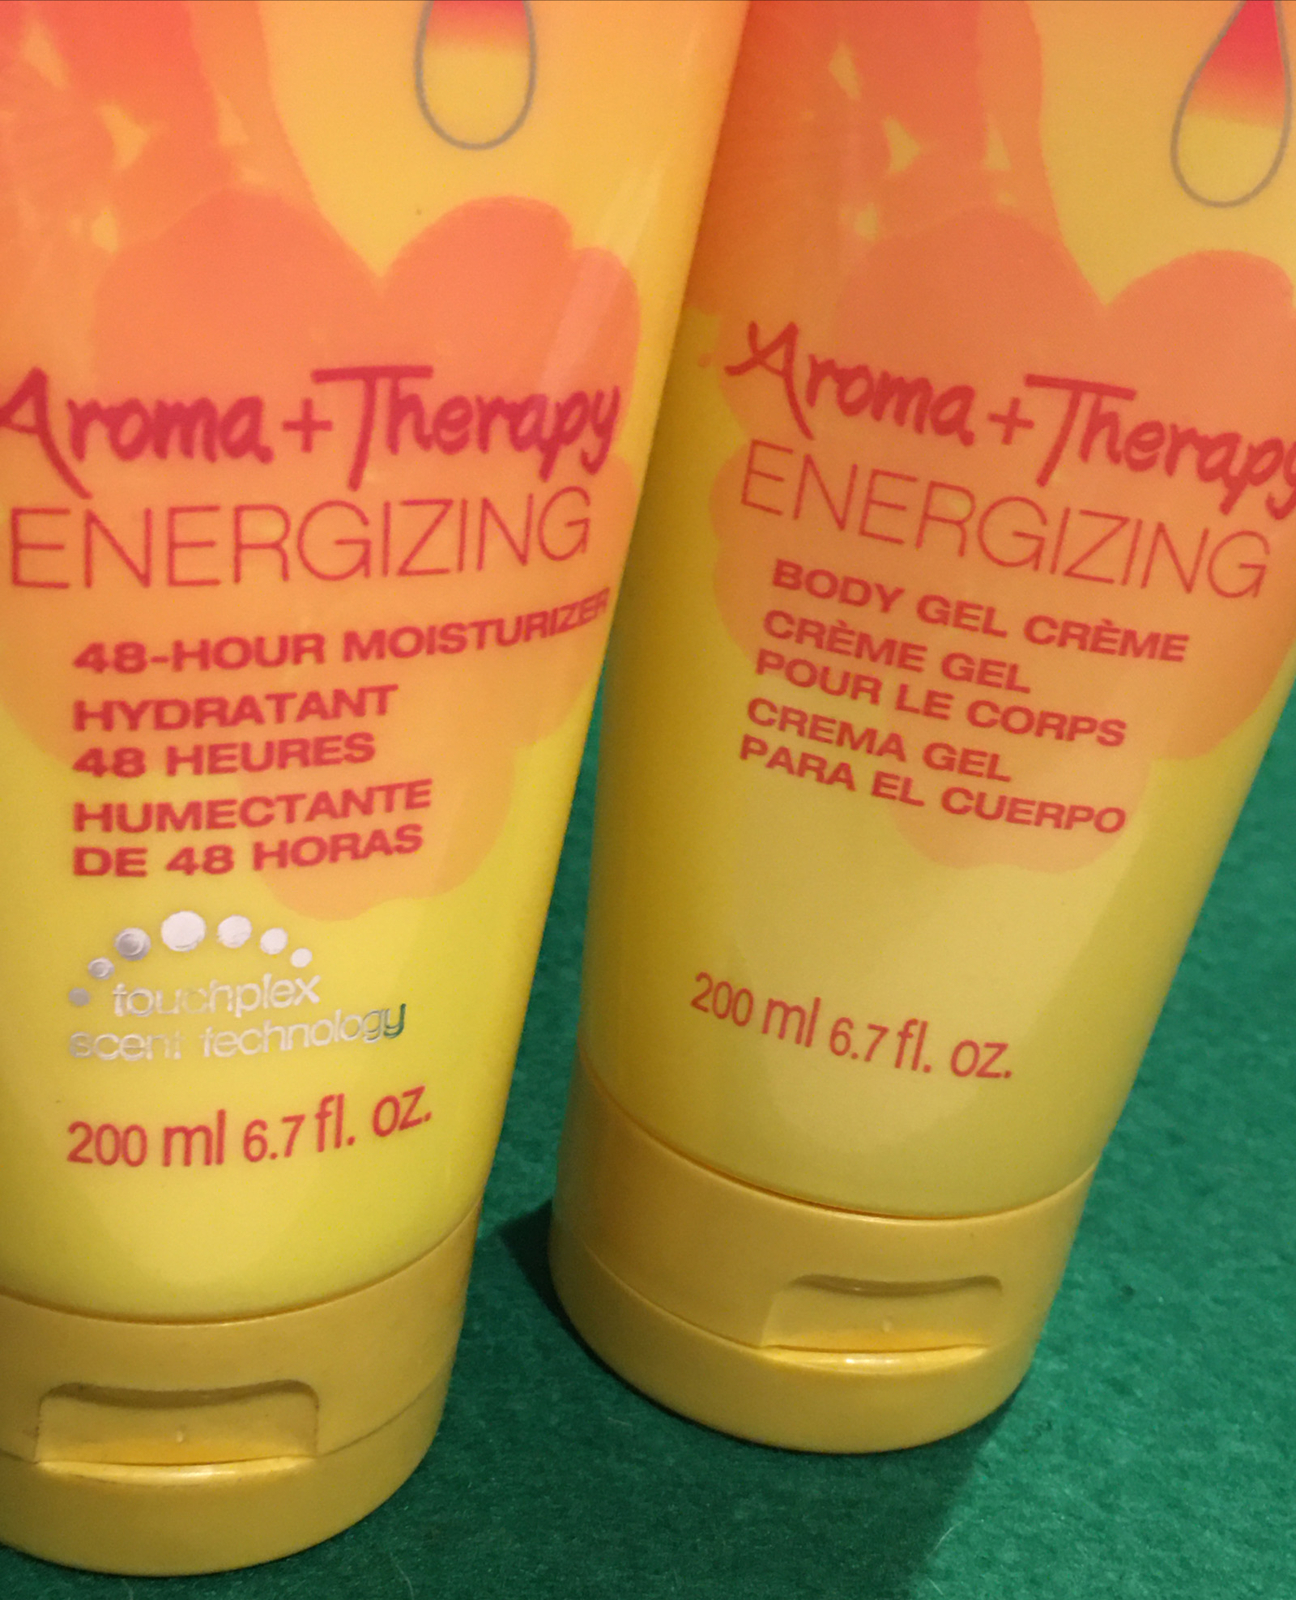 Aroma+Therapy
ENERGIZING
48-HOUR MOISTURIZER
HYDRATANT
48 HEURES
HUMECTANTE
DE 48 HORAS
touchplex
scent technology
200 ml 6.7 fl. oz.
Aroma+Therapy
ENERGIZING
BODY GEL CRÈME
CRÈME GEL
POUR LE CORPS
CREMA GEL
PARA EL CUERPO
200 ml 6.7 fl. oz.